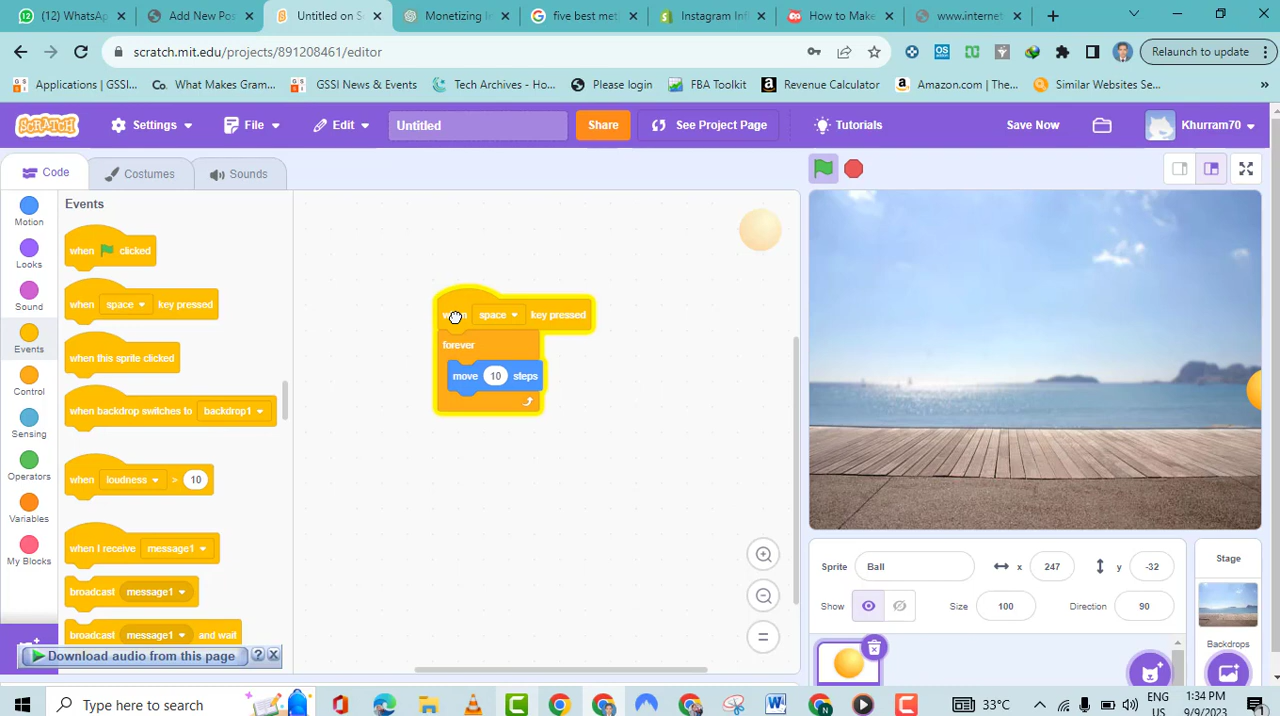 (12) WhatsApp
Add New Pos
Untitled on S
Monetizing I
five best met
Instagram Inf
How to Make
www.internet
scratch.mit.edu/projects/891208461/editor
Relaunch to update
Applications | GSSI...
Co. What Makes Gram...
GSSI News & Events
Tech Archives - Ho...
Please login
FBA Toolkit
Revenue Calculator
Amazon.com | The...
Similar Websites Se...
»
SCRATCH
Settings
File
Edit
Untitled
Share
See Project Page
Tutorials
Save Now
Khurram70
Code
Costumes
Sounds
Motion
Looks
Sound
Events
Control
Sensing
Operators
Variables
My Blocks
Events
when clicked
when space key pressed
when this sprite clicked
when backdrop switches to backdrop1
when loudness > 10
when I receive message1
broadcast message1
broadcast message1 and wait
Download audio from this page ? X
space key pressed
forever
move 10 steps
Sprite Ball x 247 y -32
Show Size 100 Direction 90
Stage
Backdrops
Type here to search
33°C
ENG
US
1:34 PM
9/9/2023